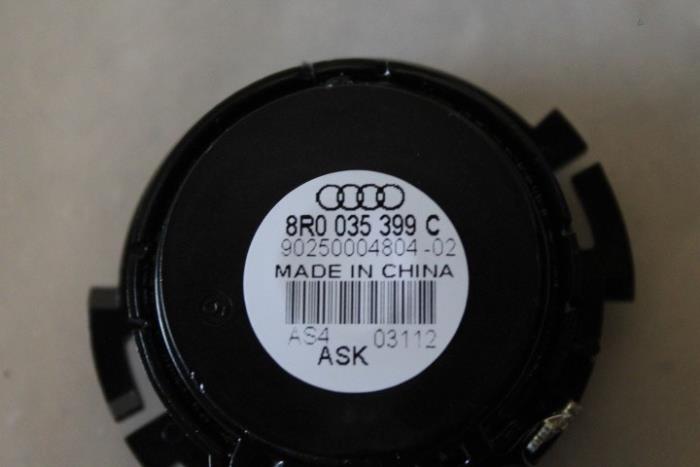 8R0 035 399 C
90250004804-02
MADE IN CHINA
AS4 03112
ASK